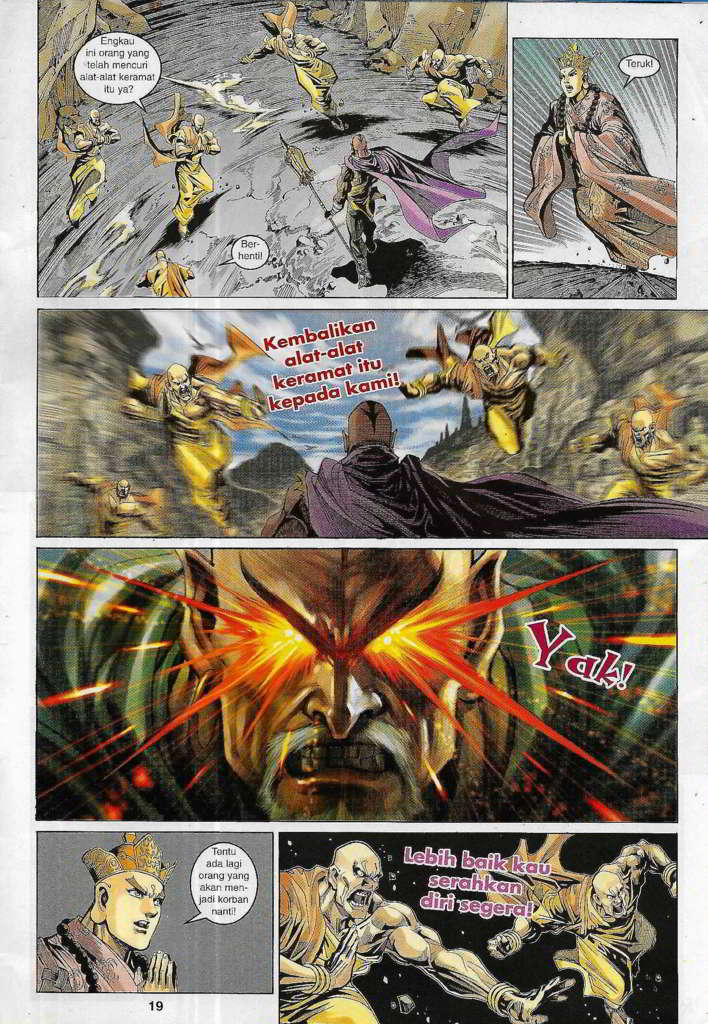 Engkau
ini orang yang
telah mencuri
alat-alat keramat
itu ya?
Ber-
henti!
Teruk!
Kembalikan
alat-alat
keramat itu
kepada kami!
Yak!
Tentu
ada lagi
orang yang
akan men-
jadi korban
nanti!
Lebih baik kau
serahkan
diri segera!
19